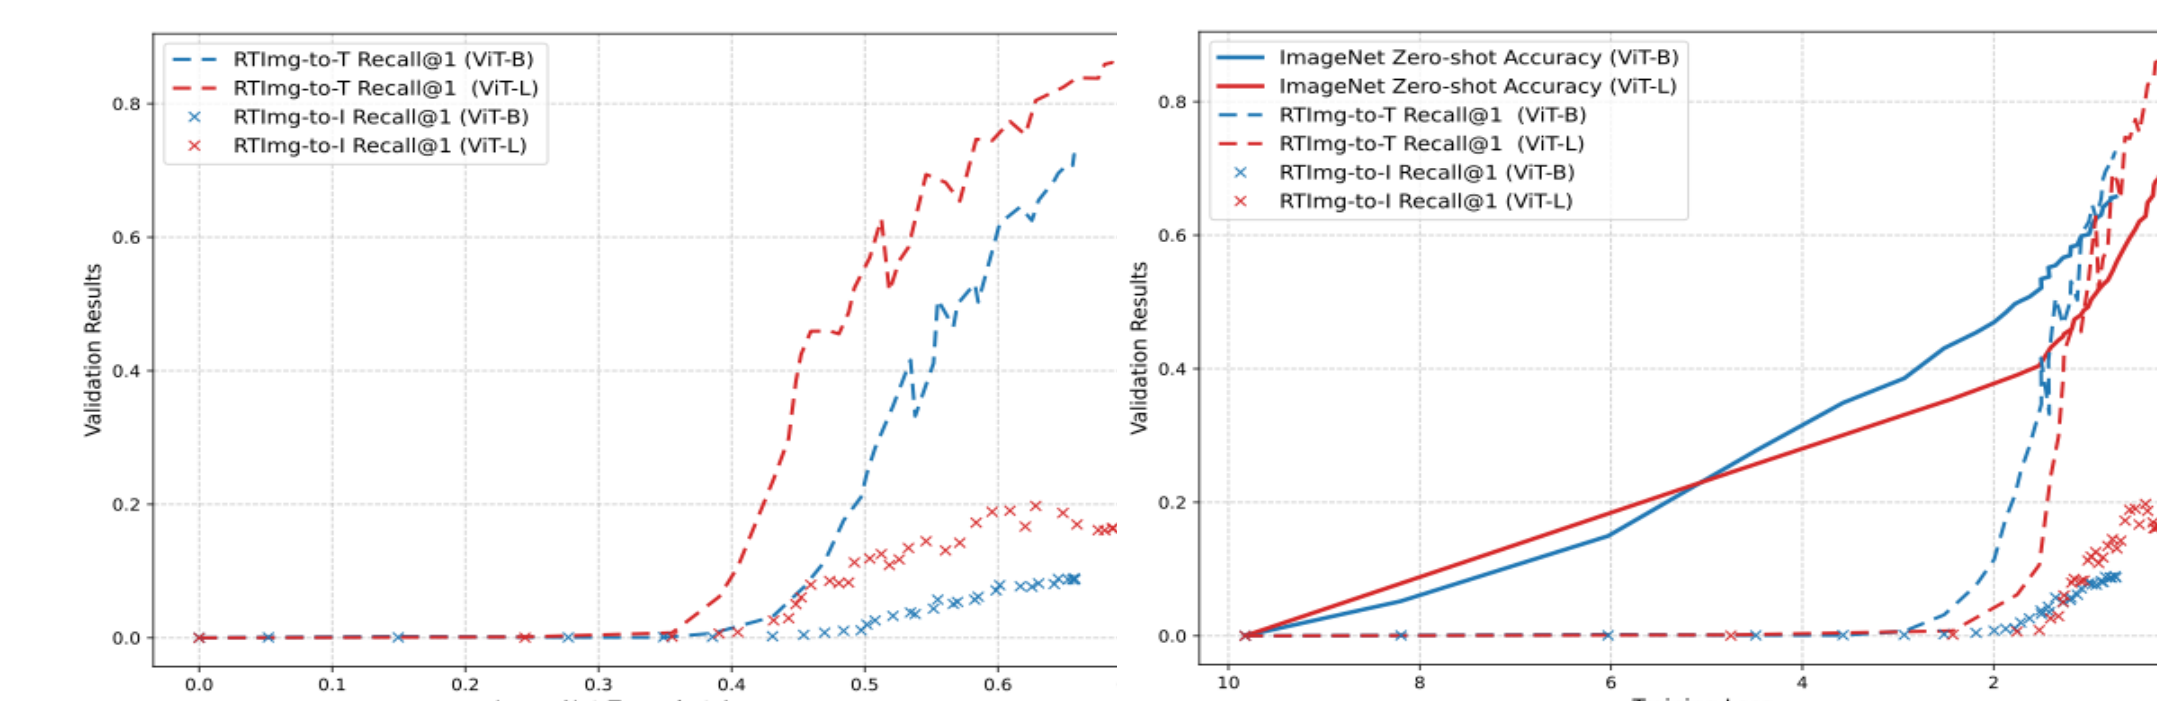 RTImg-to-T Recall@1 (ViT-B)
RTImg-to-T Recall@1 (ViT-L)
RTImg-to-I Recall@1 (ViT-B)
RTImg-to-I Recall@1 (ViT-L)
Validation Results
0.8
0.6
0.4
0.2
0.0
0.0 0.1 0.2 0.3 0.4 0.5 0.6
ImageNet Zero-shot Accuracy (ViT-B)
ImageNet Zero-shot Accuracy (ViT-L)
RTImg-to-T Recall@1 (ViT-B)
RTImg-to-T Recall@1 (ViT-L)
RTImg-to-I Recall@1 (ViT-B)
RTImg-to-I Recall@1 (ViT-L)
Validation Results
0.8
0.6
0.4
0.2
0.0
10 8 6 4 2